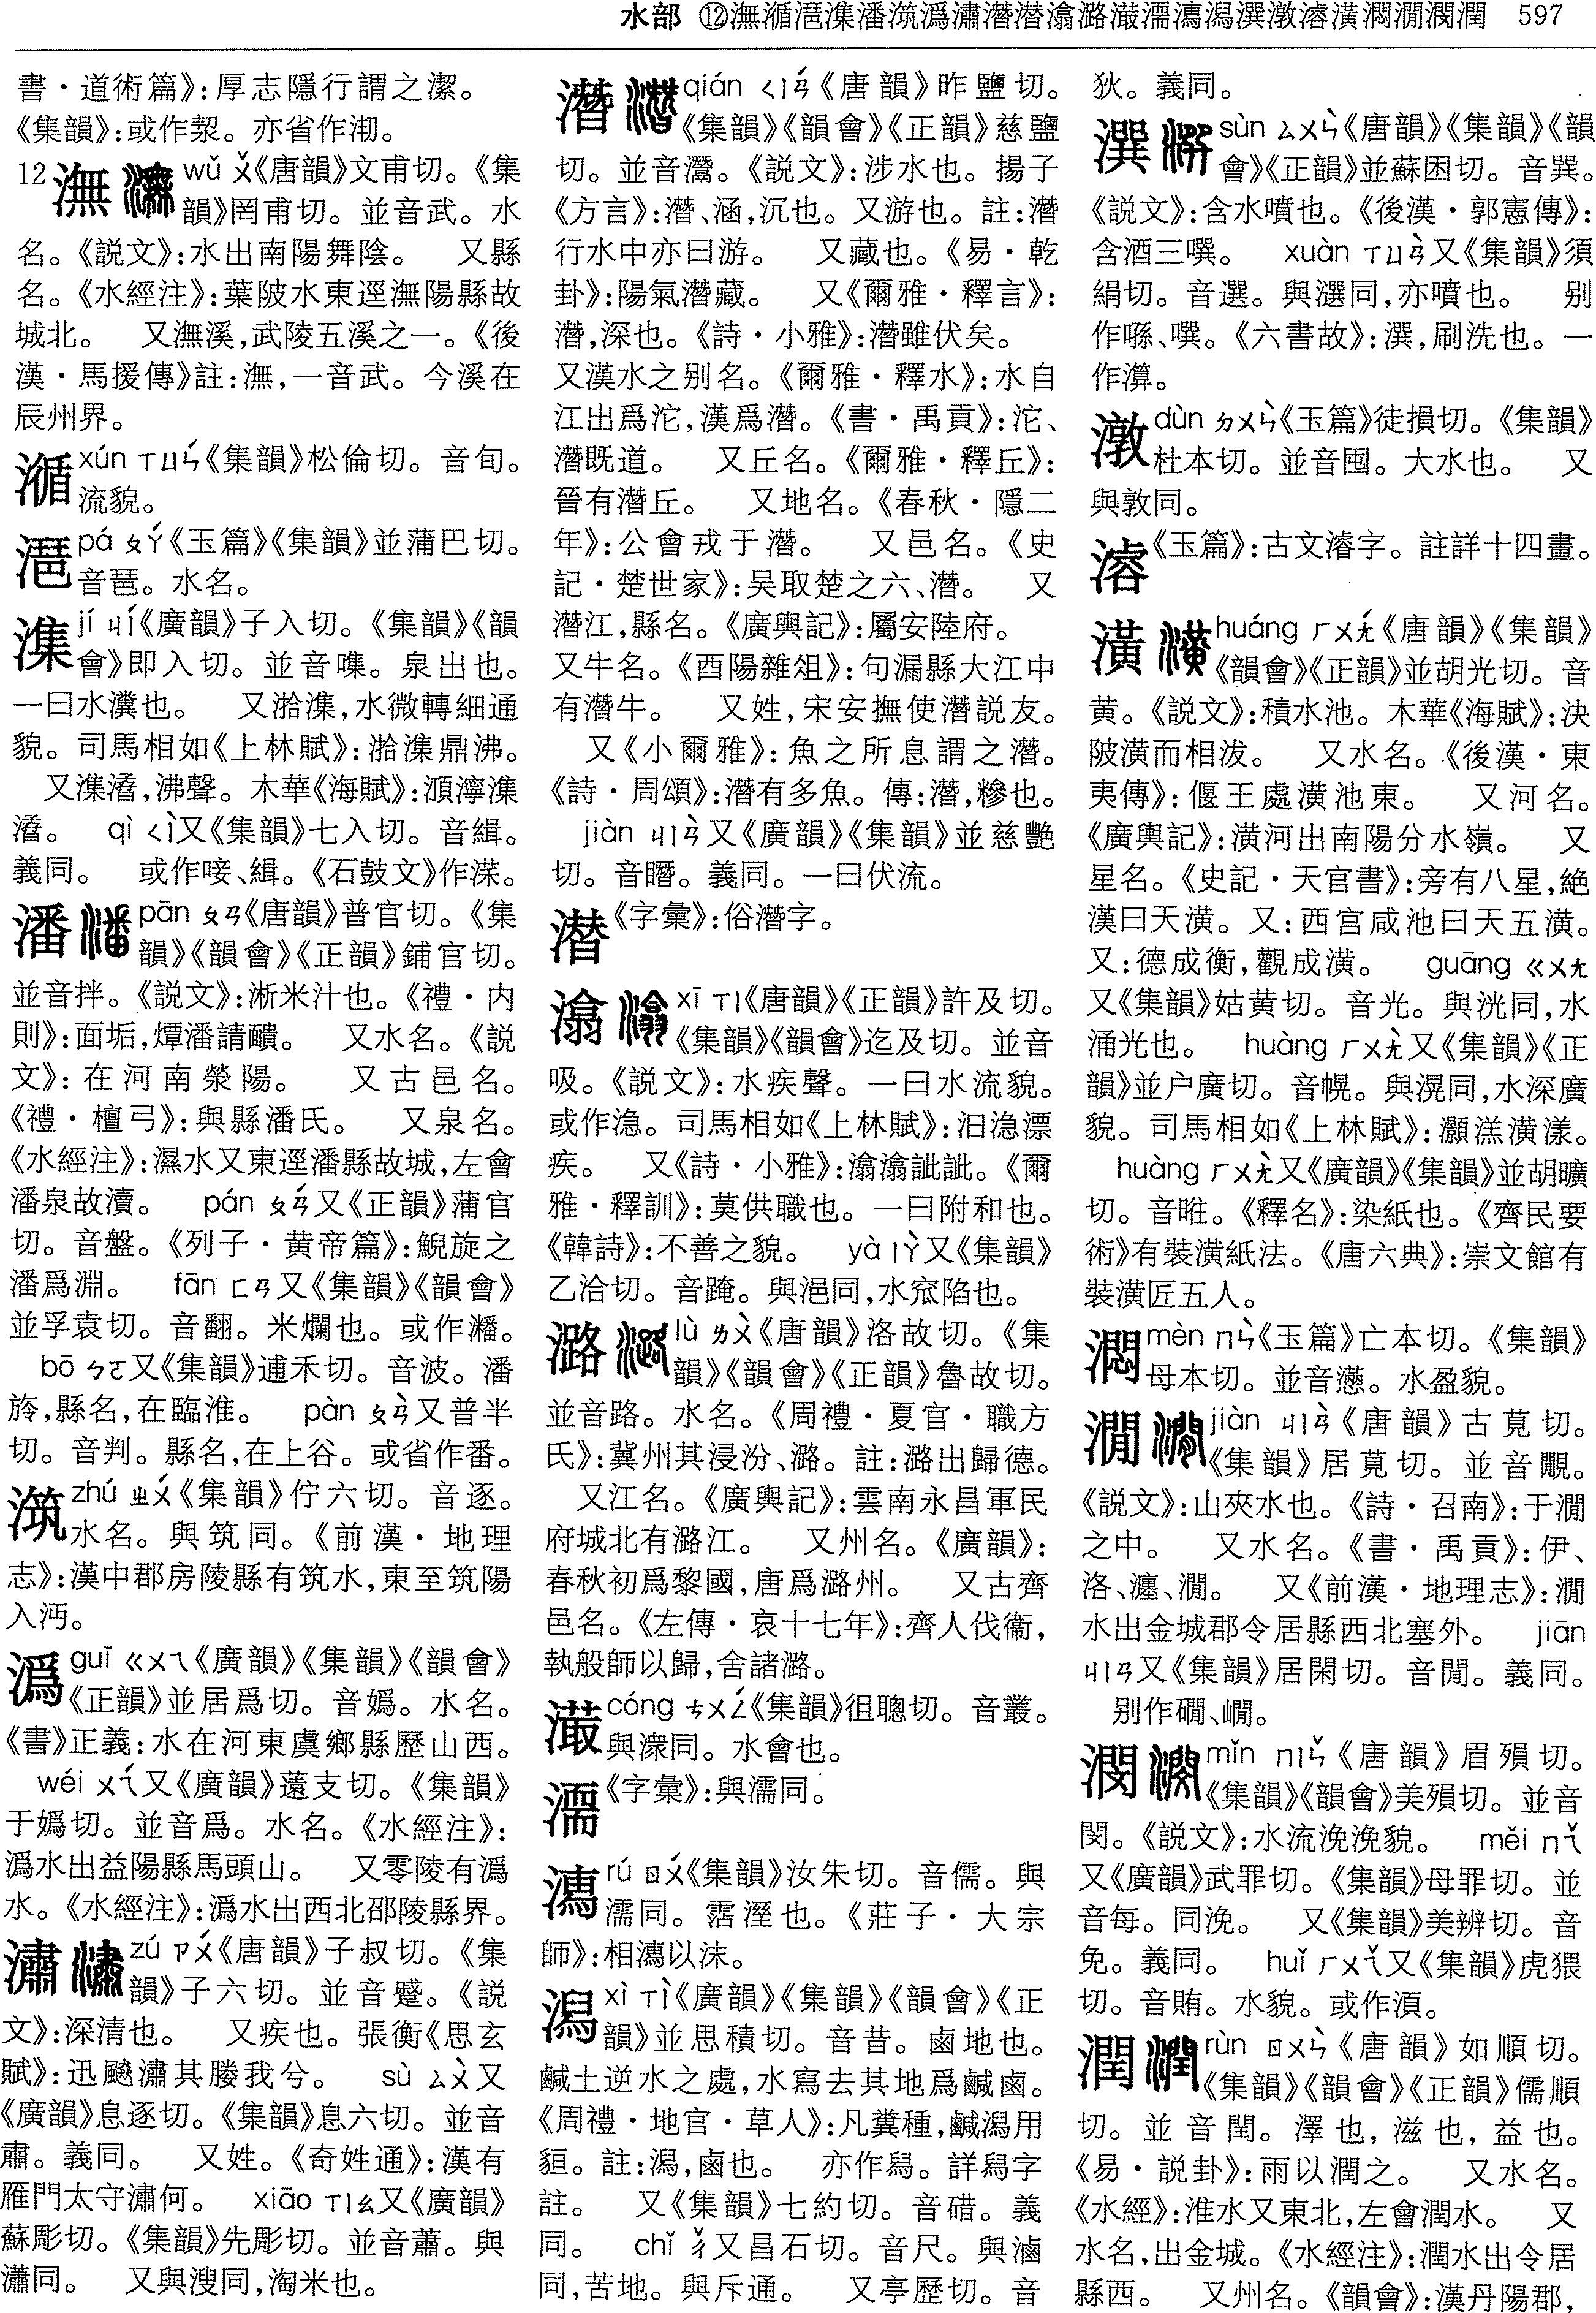 水部 ⑫潕㵌潖潗潘𣾼潙潚潛潜潝潞潨濡𤁟潟潠潡濬潢潣澗潤潤 597
書·道術篇》:厚志隱行謂之潔。
《集韻》:或作絜。亦省作㓗。
12潕 wǔ ㄨˇ《唐韻》文甫切。《集
韻》罔甫切。並音武。水
名。《説文》:水出南陽舞陰。 又縣
名。《水經注》:葉陂水東逕潕陽縣故
城北。 又潕溪,武陵五溪之一。《後
漢·馬援傳》註:潕,一音武。今溪在
辰州界。
xún ㄒㄩㄣˊ《集韻》松倫切。音旬。
流貌。
潖 pá ㄆㄚˊ《玉篇》《集韻》並蒲巴切。
音琶。水名。
潗 jí ㄐㄧˊ《廣韻》子入切。《集韻》《韻
會》即入切。並音㗱。泉出也。
一曰水瀵也。 又湁潗,水微轉細通
貌。司馬相如《上林賦》:湁潗鼎沸。
又潗𣽤,沸聲。木華《海賦》:澒濘潗
。 qì ㄑㄧˋ又《集韻》七入切。音緝。
義同。 或作唼、緝。《石鼓文》作深。
潘 pān ㄆㄢ《唐韻》普官切。《集
韻》《韻會》《正韻》鋪官切。
並音拌。《説文》:淅米汁也。《禮·内
則》:面垢,燂潘請靧。 又水名。《説
文》:在河南滎陽。 又古邑名。
《禮·檀弓》:與縣潘氏。 又泉名。
《水經注》:濕水又東逕潘縣故城,左會
潘泉故瀆。 pán ㄆㄢˊ又《正韻》蒲官
切。音盤。《列子·黄帝篇》:鯢旋之
潘爲淵。 fān ㄈㄢ又《集韻》《韻會》
並孚袁切。音翻。米爛也。或作㶕。
bō ㄅㄛ又《集韻》逋禾切。音波。潘
旍,縣名,在臨淮。 pàn ㄆㄢˋ又普半
切。音判。縣名,在上谷。或省作番。
zhú ㄓㄨˊ《集韻》佇六切。音逐。
水名。與筑同。《前漢·地理
志》:漢中郡房陵縣有筑水,東至筑陽
入沔。
潙 guī ㄍㄨㄟ《廣韻》《集韻》《韻會》
《正韻》並居爲切。音嬀。水名。
《書》正義:水在河東虞鄉縣歷山西。
wéi ㄨㄟˊ又《廣韻》薳支切。《集韻》
于嬀切。並音爲。水名。《水經注》:
潙水出益陽縣馬頭山。 又零陵有潙
水。《水經注》:潙水出西北邵陵縣界。
潚 zú ㄗㄨˊ《唐韻》子叔切。《集
韻》子六切。並音蹙。《説
文》:深清也。 又疾也。張衡《思玄
賦》:迅飈潚其媵我兮。 sù ㄙㄨˋ又
《廣韻》息逐切。《集韻》息六切。並音
肅。義同。 又姓。《奇姓通》:漢有
雁門太守潚何。 xiāo ㄒㄧㄠ又《廣韻》
蘇彫切。《集韻》先彫切。並音蕭。與
瀟同。 又與溲同,淘米也。
潛 qián ㄑㄧㄢˊ《唐韻》昨鹽切。
《集韻》《韻會》《正韻》慈鹽
切。並音灊。《説文》:涉水也。揚子
《方言》:潛、涵,沉也。又游也。註:潛
行水中亦曰游。 又藏也。《易·乾
卦》:陽氣潛藏。 又《爾雅·釋言》:
潛,深也。《詩·小雅》:潛雖伏矣。
又漢水之别名。《爾雅·釋水》:水自
江出爲沱,漢爲潛。《書·禹貢》:沱、
潛既道。 又丘名。《爾雅·釋丘》:
晉有潛丘。 又地名。《春秋·隱二
年》:公會戎于潛。 又邑名。《史
記·楚世家》:吴取楚之六、潛。 又
潛江,縣名。《廣輿記》:屬安陸府。
又牛名。《酉陽雜俎》:句漏縣大江中
有潛牛。 又姓,宋安撫使潛説友。
又《小爾雅》:魚之所息謂之潛。
《詩·周頌》:潛有多魚。傳:潛,糝也。
jiàn ㄐㄧㄢˋ又《廣韻》《集韻》並慈艷
切。音㬱。義同。一曰伏流。
潜《字彙》:俗潛字。
潝 xī ㄒㄧ《唐韻》《正韻》許及切。
《集韻》《韻會》迄及切。並音
吸。《説文》:水疾聲。一曰水流貌。
或作㴔。司馬相如《上林賦》:汩㴔漂
疾。 又《詩·小雅》:潝潝訿訿。《爾
雅·釋訓》:莫供職也。一曰附和也。
《韓詩》:不善之貌。 yà ㄧㄚˋ又《集韻》
乙洽切。音𨂁。與浥同,水窊陷也。
潞 lù ㄌㄨˋ《唐韻》洛故切。《集
韻》《韻會》《正韻》魯故切。
並音路。水名。《周禮·夏官·職方
氏》:冀州其浸汾、潞。註:潞出歸德。
又江名。《廣輿記》:雲南永昌軍民
府城北有潞江。 又州名。《廣韻》:
春秋初爲黎國,唐爲潞州。 又古齊
邑名。《左傳·哀十七年》:齊人伐衞,
執般師以歸,舍諸潞。
cóng ㄘㄨㄥˊ《集韻》徂聰切。音叢。
與潀同。水會也。
《字彙》:與濡同。
rú ㄖㄨˊ《集韻》汝朱切。音儒。與
濡同。霑溼也。《莊子·大宗
師》:相以沫。
潟 xì ㄒㄧˋ《廣韻》《集韻》《韻會》《正
韻》並思積切。音昔。鹵地也。
鹹土逆水之處,水寫去其地爲鹹鹵。
《周禮·地官·草人》:凡糞種,鹹潟用
貆。註:潟,鹵也。 亦作舄。詳舄字
註。 又《集韻》七約切。音碏。義
同。 chǐ ㄔˇ又昌石切。音尺。與滷
同,苦地。與斥通。 又亭歷切。音
狄。義同。
潠 sùn ㄙㄨㄣˋ《唐韻》《集韻》《韻
會》《正韻》並蘇困切。音巽。
《説文》:含水噴也。《後漢·郭憲傳》:
含酒三噀。 xuàn ㄒㄩㄢˋ又《集韻》須
絹切。音選。與選同,亦噴也。 别
作㗔、噀。《六書故》:潠,刷洗也。一
作渳。
潡 dùn ㄉㄨㄣˋ《玉篇》徒損切。《集韻》
杜本切。並音囤。大水也。 又
與敦同。
《玉篇》:古文濬字。註詳十四畫。
潢 huáng ㄏㄨㄤˊ《唐韻》《集韻》
《韻會》《正韻》並胡光切。音
黄。《説文》:積水池。木華《海賦》:決
陂潢而相沷。 又水名。《後漢·東
夷傳》:偃王處潢池東。 又河名。
《廣輿記》:潢河出南陽分水嶺。 又
星名。《史記·天官書》:旁有八星,絶
漢曰天潢。又:西宫咸池曰天五潢。
又:德成衡,觀成潢。 guāng ㄍㄨㄤ
又《集韻》姑黄切。音光。與洸同,水
涌光也。 huàng ㄏㄨㄤˋ又《集韻》《正
韻》並户廣切。音幌。與滉同,水深廣
貌。司馬相如《上林賦》:灝溔潢漾。
huàng ㄏㄨㄤˋ又《廣韻》《集韻》並胡曠
切。音暀。《釋名》:染紙也。《齊民要
術》有裝潢紙法。《唐六典》:崇文館有
裝潢匠五人。
潣 mèn ㄇㄣˋ《玉篇》亡本切。《集韻》
母本切。並音懣。水盈貌。
澗 jiàn ㄐㄧㄢˋ《唐韻》古莧切。
《集韻》居莧切。並音覵。
《説文》:山夾水也。《詩·召南》:于澗
之中。 又水名。《書·禹貢》:伊、
洛、瀍、澗。 又《前漢·地理志》:澗
水出金城郡令居縣西北塞外。 jiān
ㄐㄧㄢ又《集韻》居閑切。音閒。義同。
别作磵、㵎。
潣 mǐn ㄇㄧㄣˇ《唐韻》眉殞切。
《集韻》《韻會》美殞切。並音
閔。《説文》:水流浼浼貌。 měi ㄇㄟˇ
又《廣韻》武罪切。《集韻》母罪切。並
音每。同浼。 又《集韻》美辨切。音
免。義同。 huǐ ㄏㄨㄟˇ又《集韻》虎猥
切。音賄。水貌。或作湏。
潤 rùn ㄖㄨㄣˋ《唐韻》如順切。
《集韻》《韻會》《正韻》儒順
切。並音閏。澤也,滋也,益也。
《易·説卦》:雨以潤之。 又水名。
《水經》:淮水又東北,左會潤水。 又
水名,出金城。《水經注》:潤水出令居
縣西。 又州名。《韻會》:漢丹陽郡,